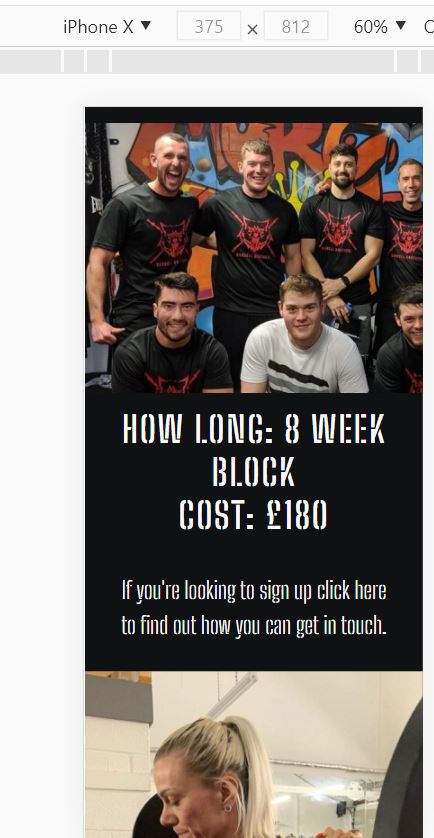 iPhone X ▼ 375 × 812 60% ▼
HOW LONG: 8 WEEK
BLOCK
COST: £180
If you're looking to sign up click here
to find out how you can get in touch.